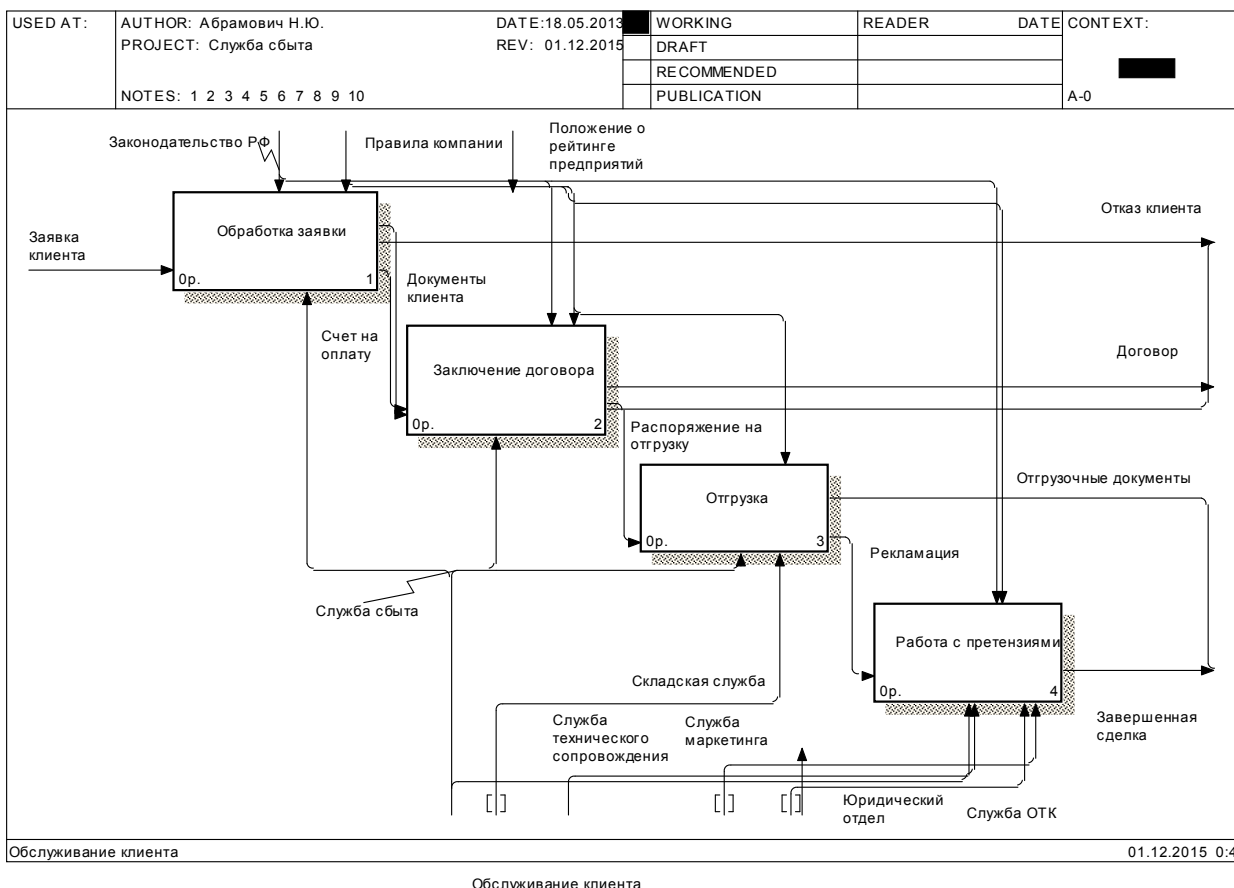 USED AT:
AUTHOR: Абрамович Н.Ю.
DATE:18.05.2013
WORKING
READER
DATE
CONTEXT:
PROJECT: Служба сбыта
REV: 01.12.2015
DRAFT
RECOMMENDED
NOTES: 1 2 3 4 5 6 7 8 9 10
PUBLICATION
A-0
Законодательство РФ
Правила компании
Положение о
рейтинге
предприятий
Отказ клиента
Заявка
клиента
Обработка заявки
0р.
1
Документы
клиента
Счет на
оплату
Договор
Заключение договора
0р.
2
Распоряжение на
отгрузку
Отгрузочные документы
Отгрузка
0р.
3
Рекламация
Служба сбыта
Работа с претензиями
0р.
4
Складская служба
Служба
технического
сопровождения
Служба
маркетинга
Завершенная
сделка
Юридический
отдел
Служба ОТК
Обслуживание клиента
01.12.2015 0:4
Обслуживание клиента